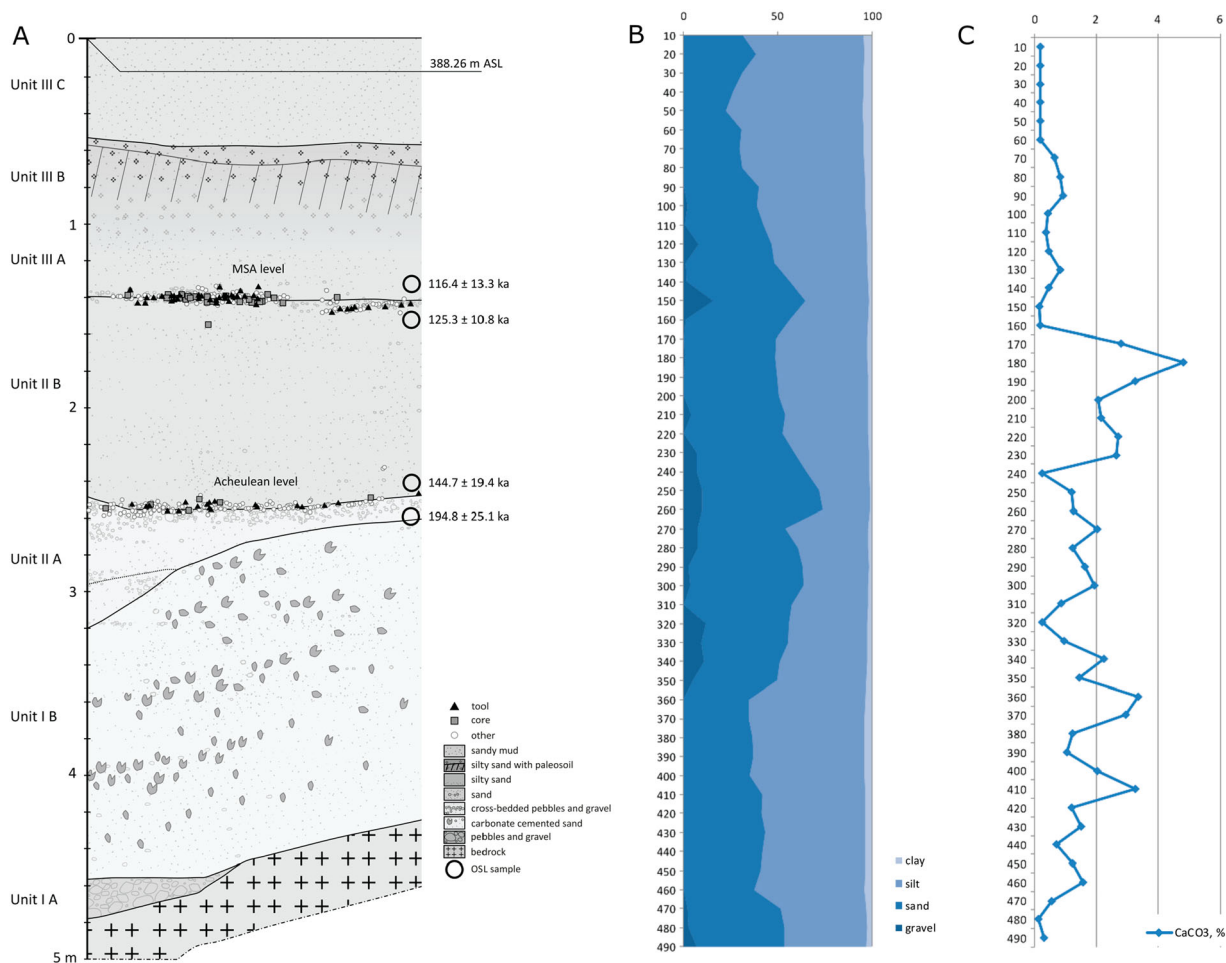 A
0
388.26 m ASL
Unit III C
Unit III B
1
Unit III A
MSA level
116.4 ± 13.3 ka
125.3 ± 10.8 ka
Unit II B
2
Acheulean level
144.7 ± 19.4 ka
194.8 ± 25.1 ka
Unit II A
3
Unit I B
4
Unit I A
5 m
tool
core
other
sandy mud
silty sand with paleosoil
silty sand
sand
cross-bedded pebbles and gravel
carbonate cemented sand
pebbles and gravel
bedrock
OSL sample
B
0 50 100
10
20
30
40
50
60
70
80
90
100
110
120
130
140
150
160
170
180
190
200
210
220
230
240
250
260
270
280
290
300
310
320
330
340
350
360
370
380
390
400
410
420
430
440
450
460
470
480
490
clay
silt
sand
gravel
C
0 2 4 6
10
20
30
40
50
60
70
80
90
100
110
120
130
140
150
160
170
180
190
200
210
220
230
240
250
260
270
280
290
300
310
320
330
340
350
360
370
380
390
400
410
420
430
440
450
460
470
480
490
CaCO3, %